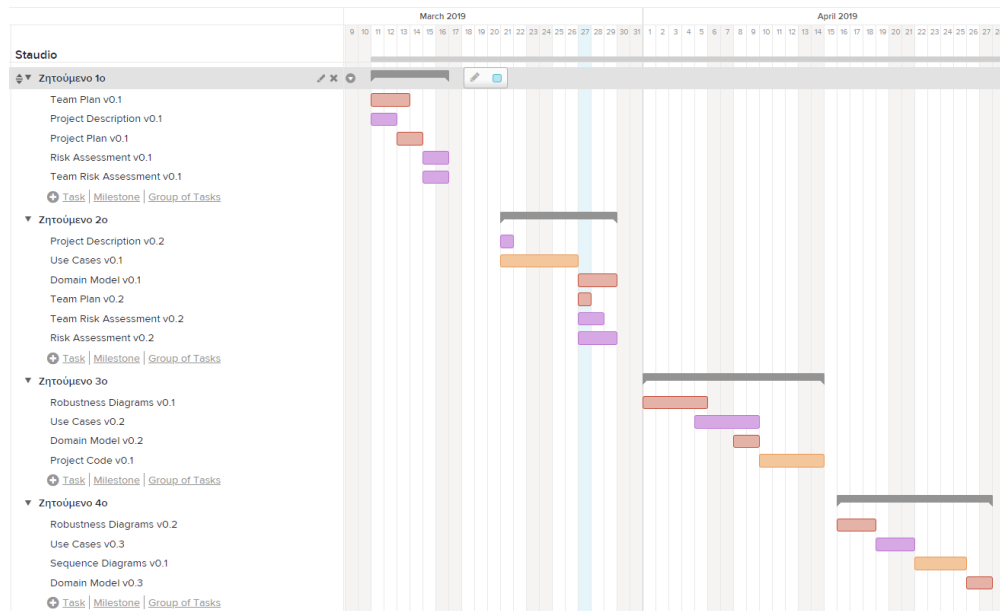 March 2019 April 2019
9 10 11 12 13 14 15 16 17 18 19 20 21 22 23 24 25 26 27 28 29 30 31 1 2 3 4 5 6 7 8 9 10 11 12 13 14 15 16 17 18 19 20 21 22 23 24 25 26 27 28
Staudio
Ζητούμενο 1ο
Team Plan v0.1
Project Description v0.1
Project Plan v0.1
Risk Assessment v0.1
Team Risk Assessment v0.1
Task Milestone Group of Tasks
Ζητούμενο 2ο
Project Description v0.2
Use Cases v0.1
Domain Model v0.1
Team Plan v0.2
Team Risk Assessment v0.2
Risk Assessment v0.2
Task Milestone Group of Tasks
Ζητούμενο 3ο
Robustness Diagrams v0.1
Use Cases v0.2
Domain Model v0.2
Project Code v0.1
Task Milestone Group of Tasks
Ζητούμενο 4ο
Robustness Diagrams v0.2
Use Cases v0.3
Sequence Diagrams v0.1
Domain Model v0.3
Task Milestone Group of Tasks